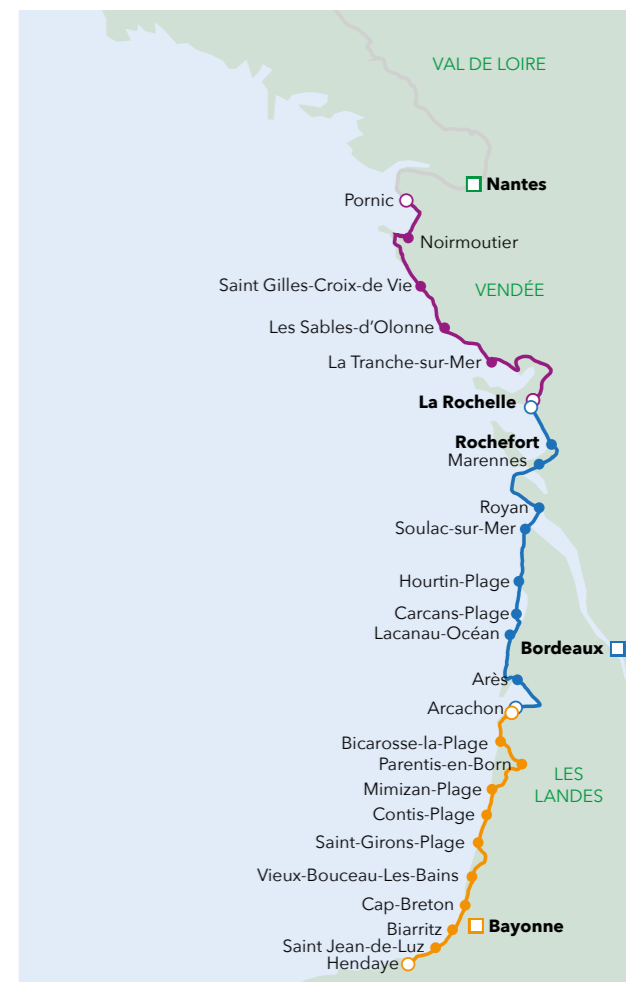 VAL DE LOIRE
Nantes
Pornic
Noirmoutier
Saint Gilles-Croix-de Vie
VENDÉE
Les Sables-d'Olonne
La Tranche-sur-Mer
La Rochelle
Rochefort
Marennes
Royan
Soulac-sur-Mer
Hourtin-Plage
Carcans-Plage
Lacanau-Océan
Bordeaux
Arès
Arcachon
Bicarosse-la-Plage
Parentis-en-Born
LES
LANDES
Mimizan-Plage
Contis-Plage
Saint-Girons-Plage
Vieux-Bouceau-Les-Bains
Cap-Breton
Bayonne
Biarritz
Saint Jean-de-Luz
Hendaye